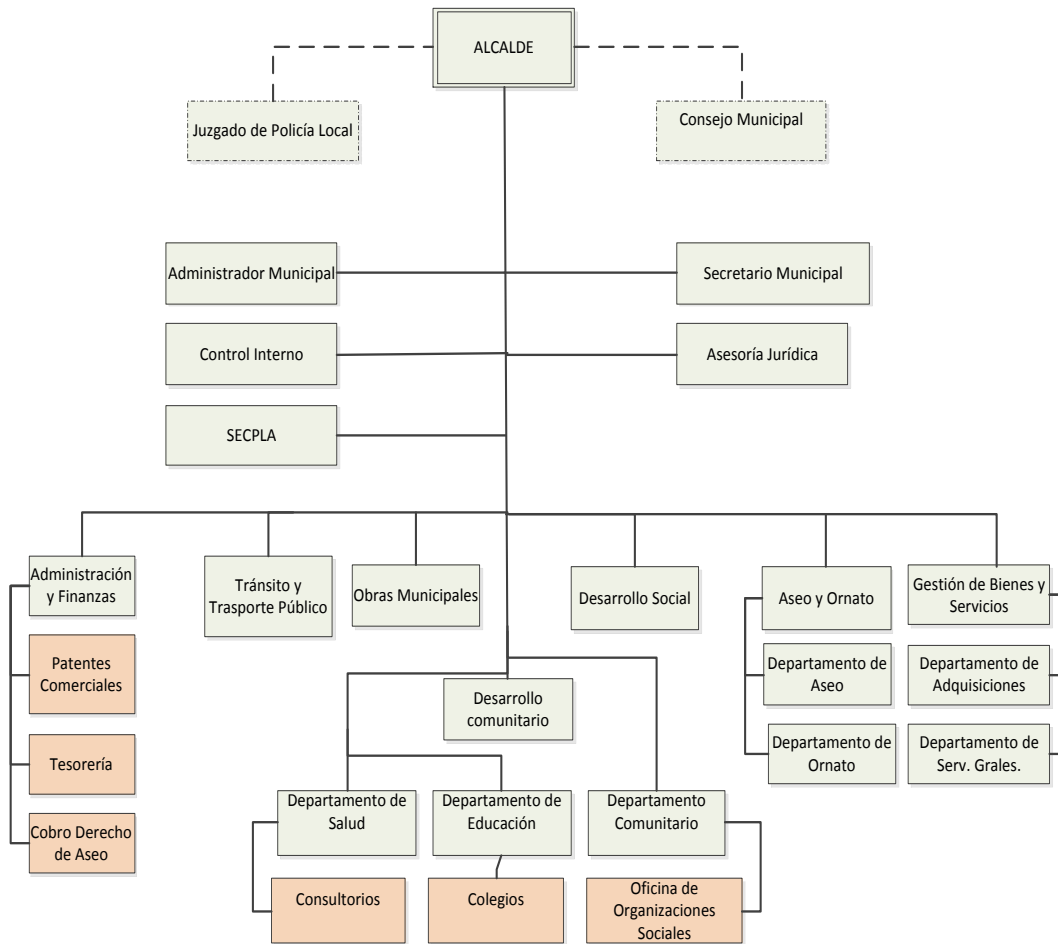 ALCALDE
Juzgado de Policía Local
Consejo Municipal
Administrador Municipal
Secretario Municipal
Control Interno
Asesoría Jurídica
SECPLA
Administración
y Finanzas
Tránsito y
Trasporte Público
Obras Municipales
Desarrollo Social
Aseo y Ornato
Gestión de Bienes y
Servicios
Patentes
Comerciales
Desarrollo
comunitario
Departamento de
Aseo
Departamento de
Adquisiciones
Tesorería
Departamento de
Ornato
Departamento de
Serv. Grales.
Cobro Derecho
de Aseo
Departamento de
Salud
Departamento de
Educación
Departamento
Comunitario
Consultorios
Colegios
Oficina de
Organizaciones
Sociales